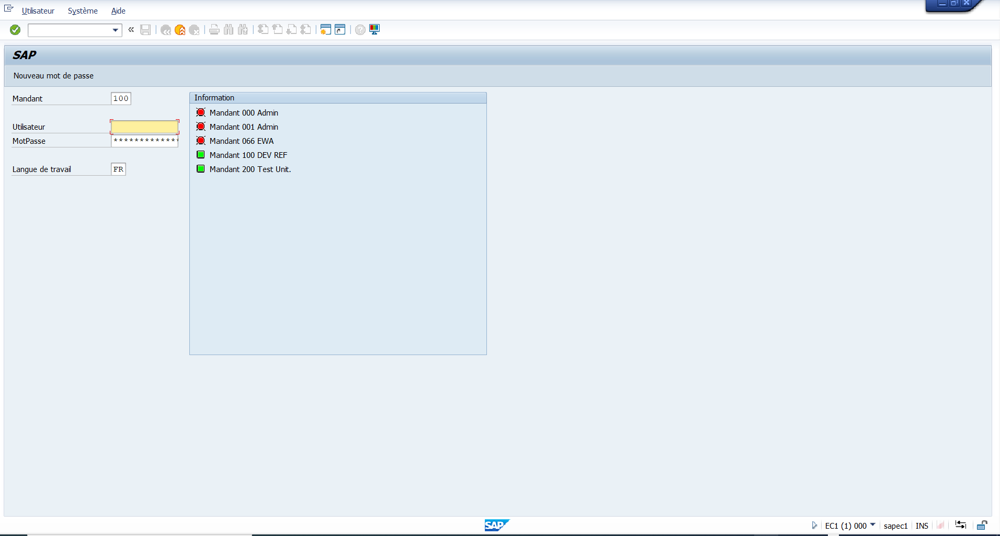 Utilisateur Système Aide
SAP
Nouveau mot de passe
Mandant 100
Utilisateur
MotPasse *************
Langue de travail FR
Information
Mandant 000 Admin
Mandant 001 Admin
Mandant 066 EWA
Mandant 100 DEV REF
Mandant 200 Test Unit.
SAP
EC1 (1) 000 sapec1 INS